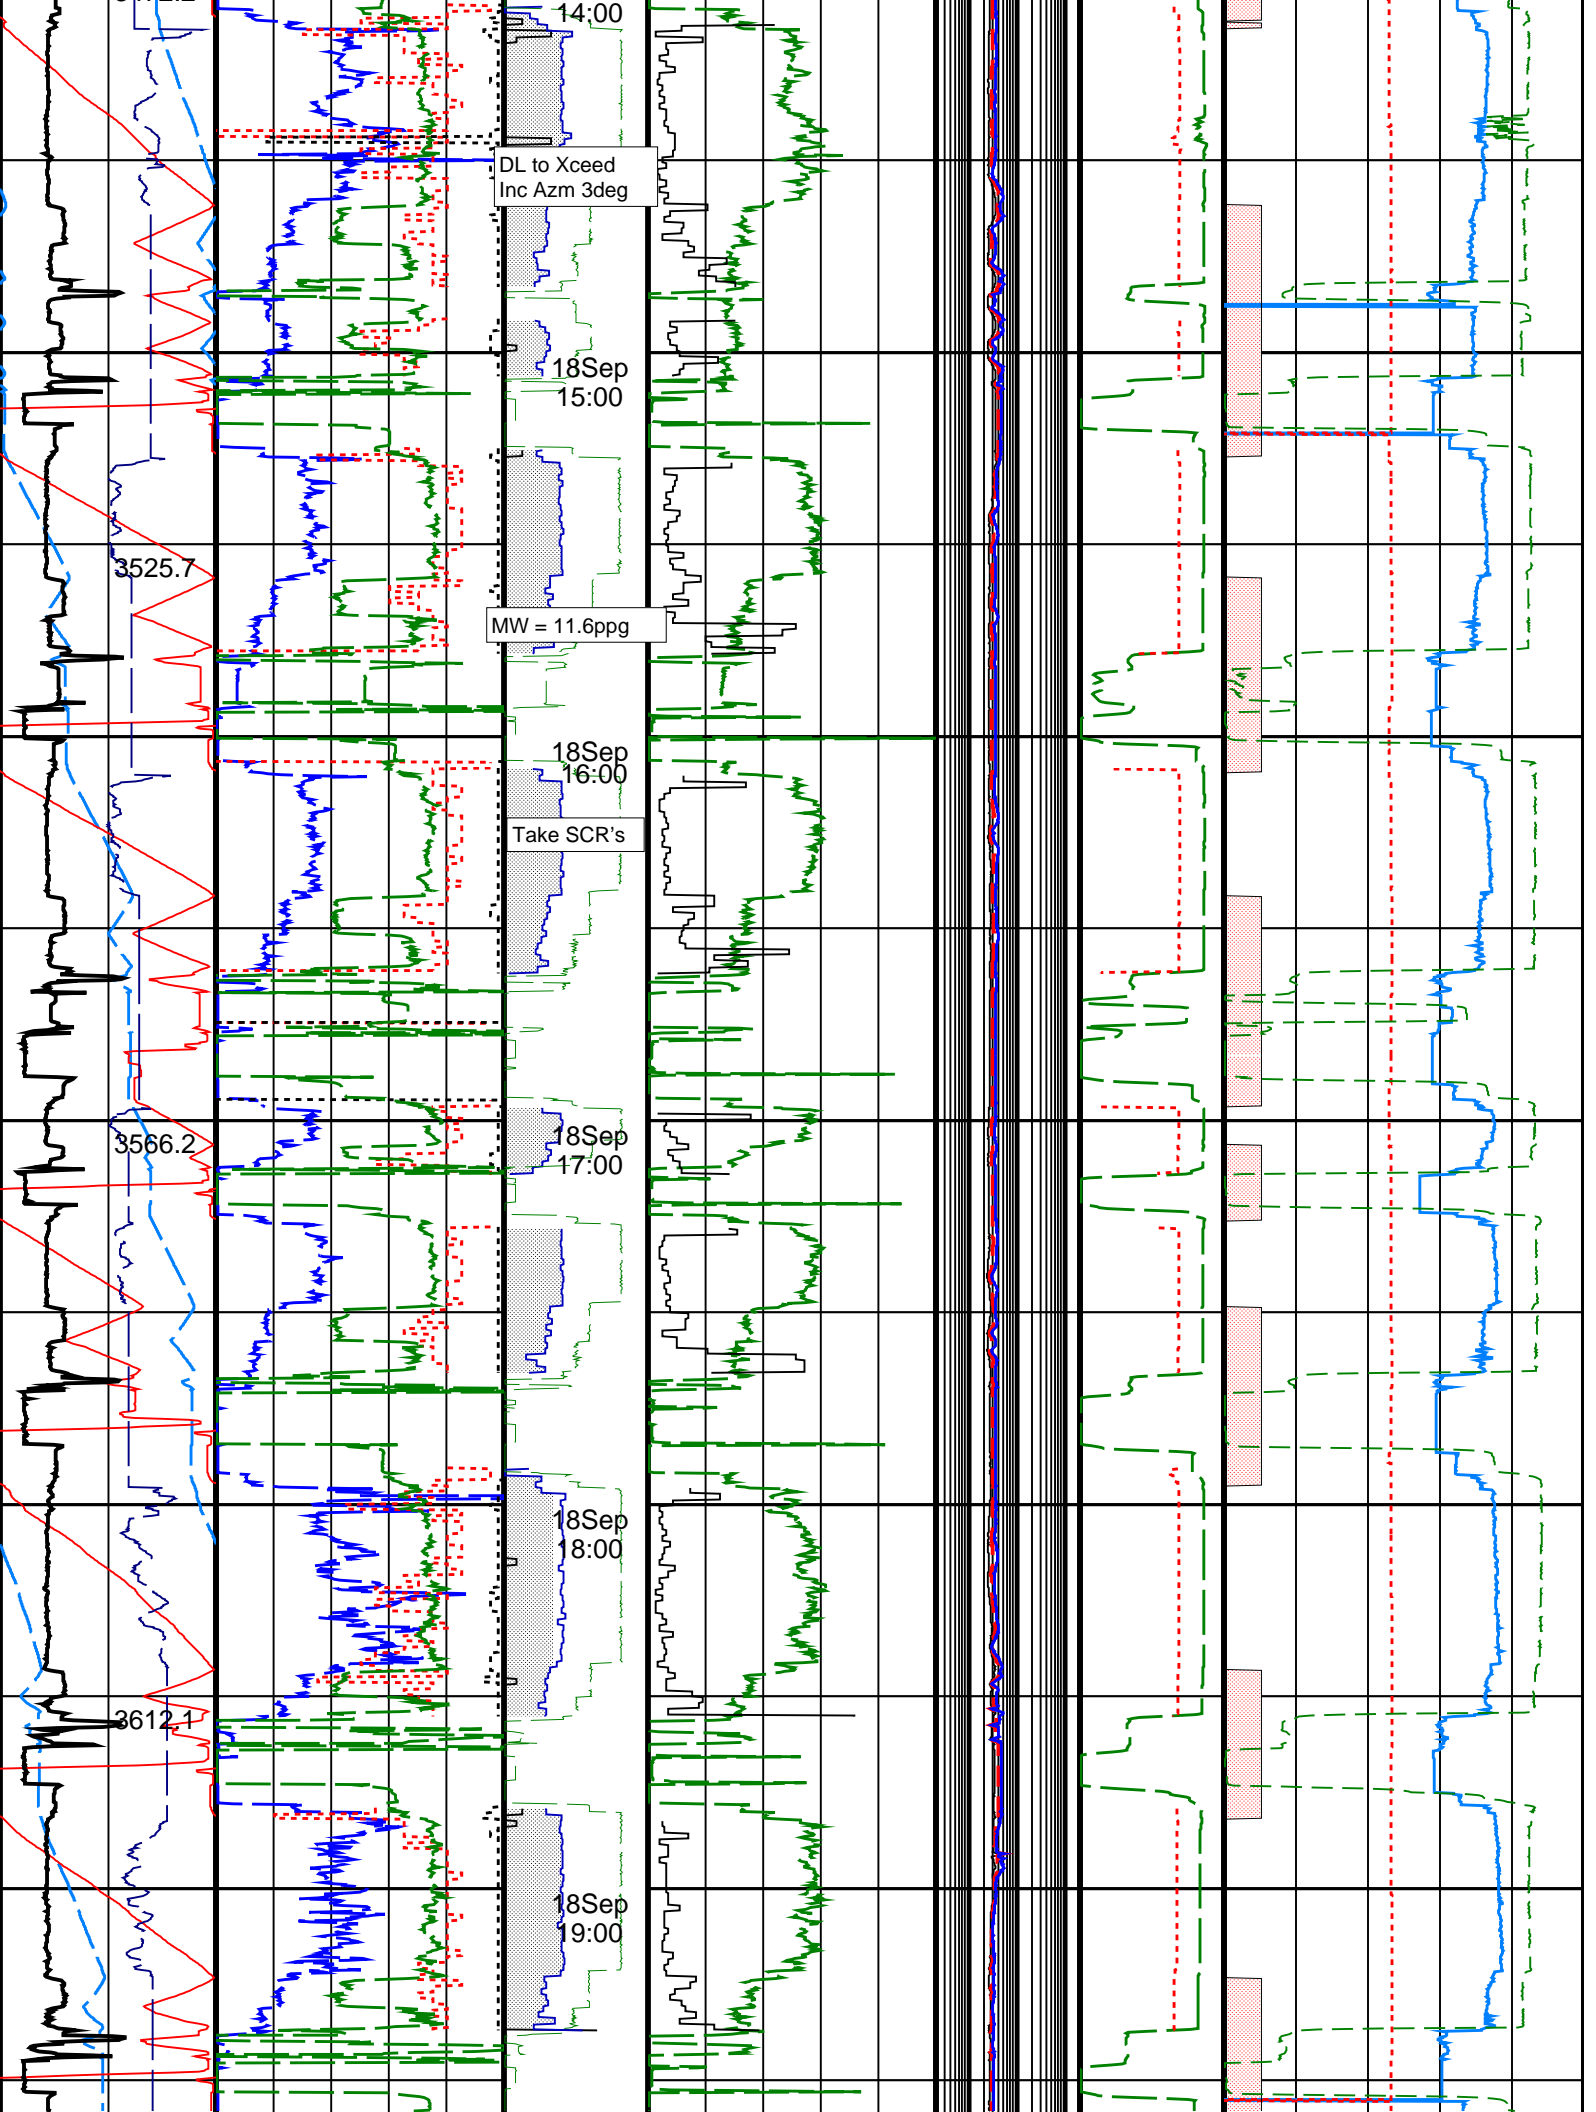 14:00
DL to Xceed
Inc Azm 3deg
18Sep
15:00
3525.7
MW = 11.6ppg
18Sep
16:00
Take SCR's
3566.2
18Sep
17:00
18Sep
18:00
3612.1
18Sep
19:00